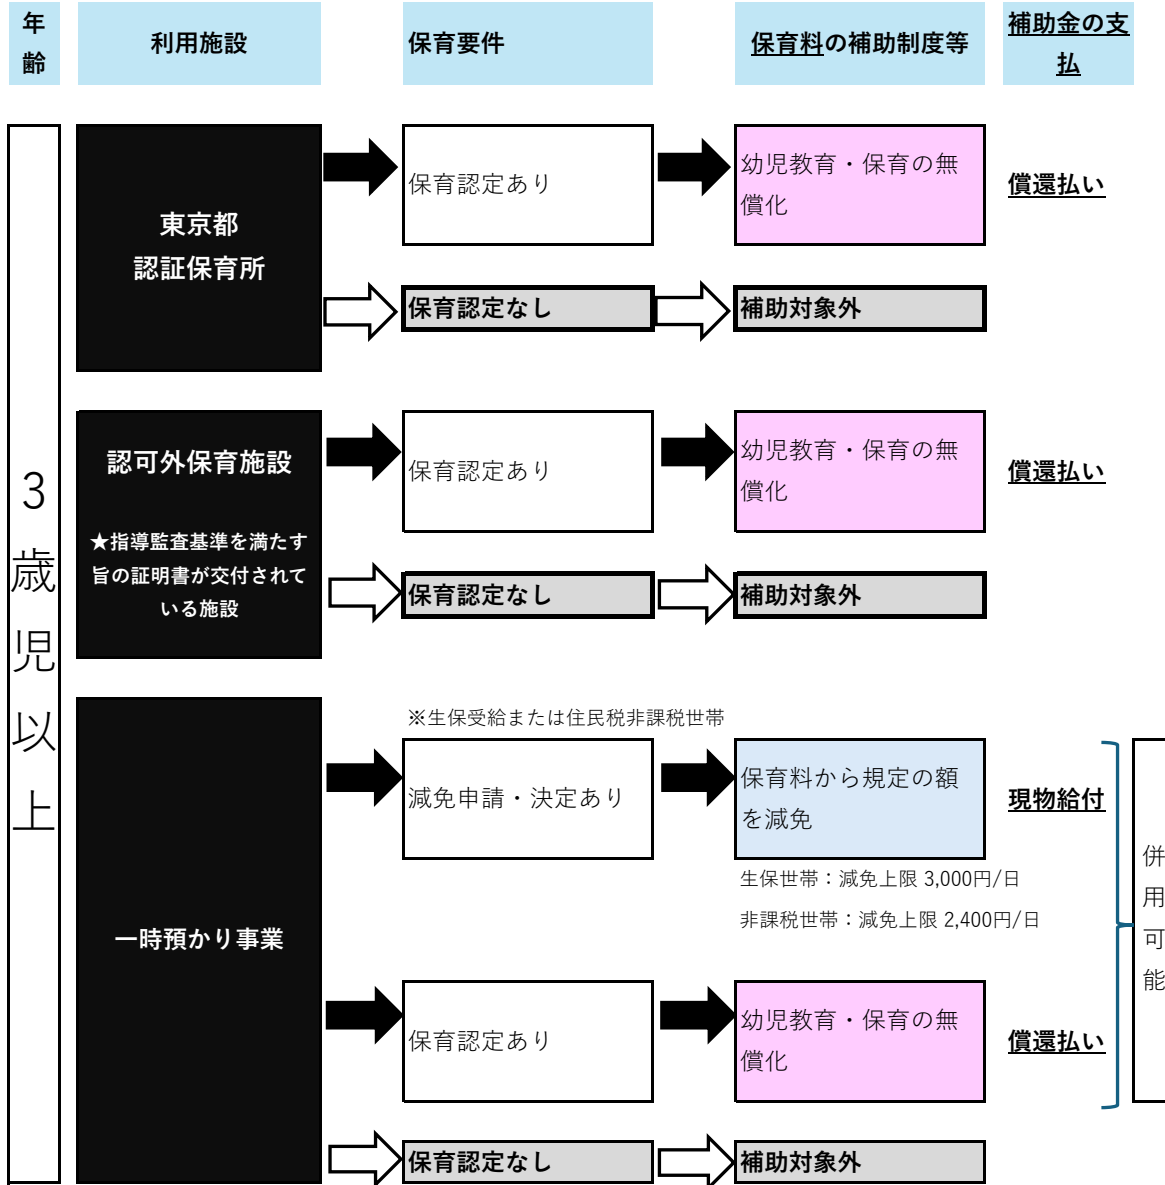 年
齢
利用施設
保育要件
保育料の補助制度等
補助金の支
払
3
歳
児
以
上
東京都
認証保育所
保育認定あり
幼児教育・保育の無
償化
償還払い
保育認定なし
補助対象外
認可外保育施設
★指導監査基準を満たす
旨の証明書が交付されて
いる施設
保育認定あり
幼児教育・保育の無
償化
償還払い
保育認定なし
補助対象外
一時預かり事業
※生保受給または住民税非課税世帯
減免申請・決定あり
保育料から規定の額
を減免
現物給付
生保世帯：減免上限 3,000円/日
非課税世帯：減免上限 2,400円/日
保育認定あり
幼児教育・保育の無
償化
償還払い
併
用
可
能
保育認定なし
補助対象外